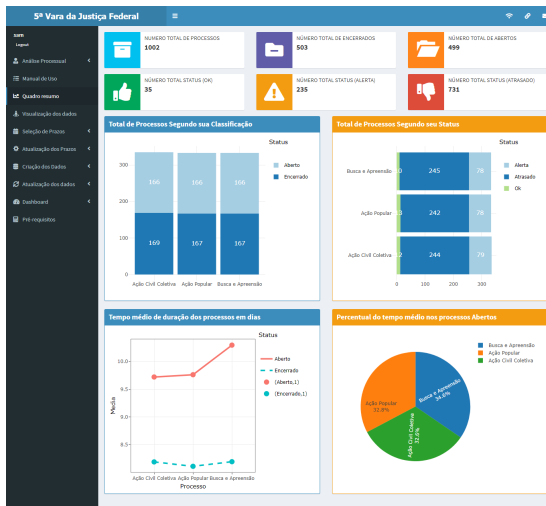 5ª Vara da Justiça Federal
sam
Logout
Análise Processual
Manual de Uso
Quadro resumo
Visualização dos dados
Seleção de Prazos
Atualização dos Prazos
Criação dos Dados
Atualização dos dados
Dashboard
Pré-requisitos
NÚMERO TOTAL DE PROCESSOS
1002
NÚMERO TOTAL DE ENCERRADOS
503
NÚMERO TOTAL DE ABERTOS
499
NÚMERO TOTAL STATUS (OK)
35
NÚMERO TOTAL STATUS (ALERTA)
235
NÚMERO TOTAL STATUS (ATRASADO)
731
Total de Processos Segundo sua Classificação
Status
Aberto
Encerrado
300
200
100
0
166 166 166
169 167 167
Ação Civil Coletiva Ação Popular Busca e Apreensão
Total de Processos Segundo seu Status
Status
Alerta
Atrasado
Ok
Busca e Apreensão 245 78
Ação Popular 242 78
Ação Civil Coletiva 244 79
0 100 200 300
Tempo médio de duração dos processos em dias
Status
Aberto
Encerrado
(Aberto,1)
(Encerrado,1)
10.0
9.5
9.0
8.5
Media
Ação Civil Coletiva Ação Popular Busca e Apreensão
Processo
Percentual do tempo médio nos processos Abertos
Busca e Apreensão
Ação Popular
Ação Civil Coletiva
Busca e Apreensão
34.6%
Ação Popular
32.8%
Ação Civil Coletiva
32.6%